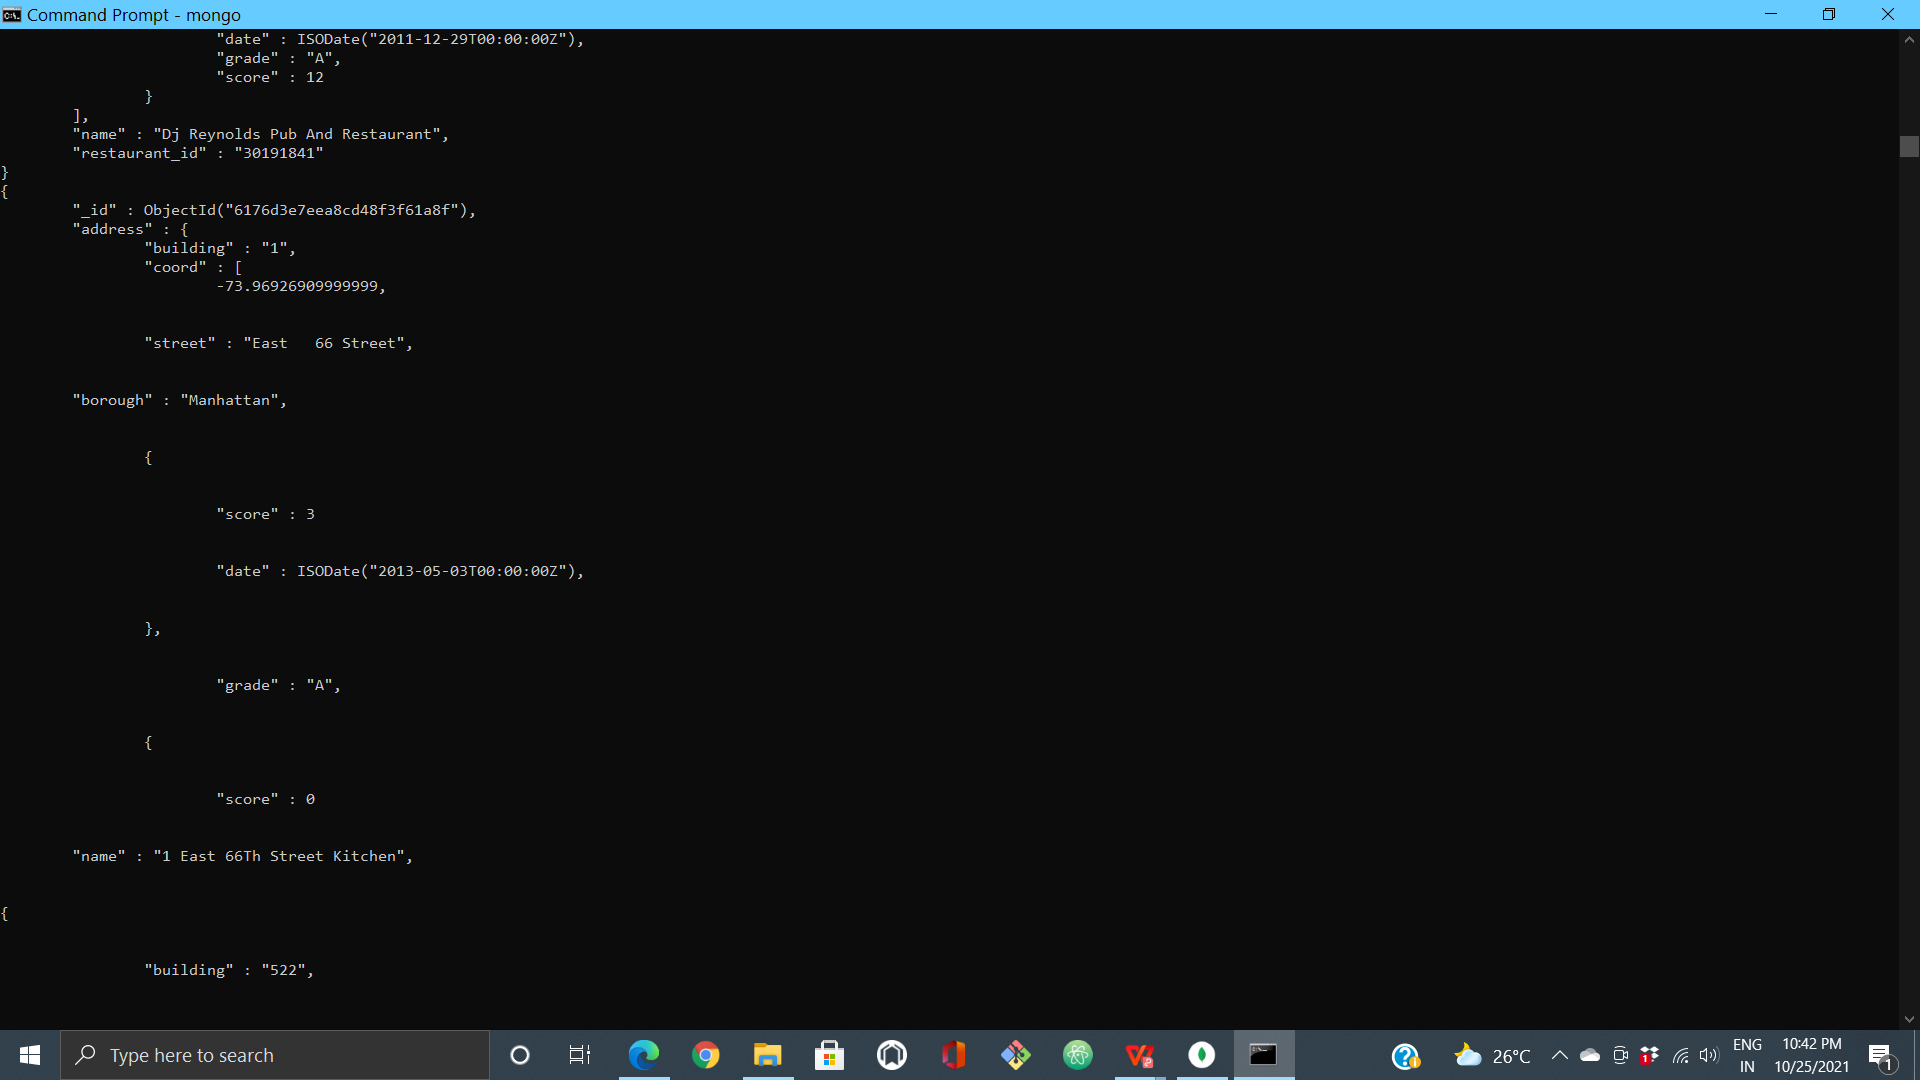 Command Prompt - mongo
"date" : ISODate("2011-12-29T00:00:00Z"),
"grade" : "A",
"score" : 12
}
],
"name" : "Dj Reynolds Pub And Restaurant",
"restaurant_id" : "30191841"
}
{
"_id" : ObjectId("6176d3e7eea8cd48f3f61a8f"),
"address" : {
"building" : "1",
"coord" : [
-73.96926909999999,
"street" : "East   66 Street",
"borough" : "Manhattan",
{
"score" : 3
"date" : ISODate("2013-05-03T00:00:00Z"),
},
"grade" : "A",
{
"score" : 0
"name" : "1 East 66Th Street Kitchen",
{
"building" : "522",
Type here to search
26°C
ENG
IN
10:42 PM
10/25/2021
1